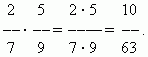 2/7 · 5/9 = 2 · 5/7 · 9 = 10/63.